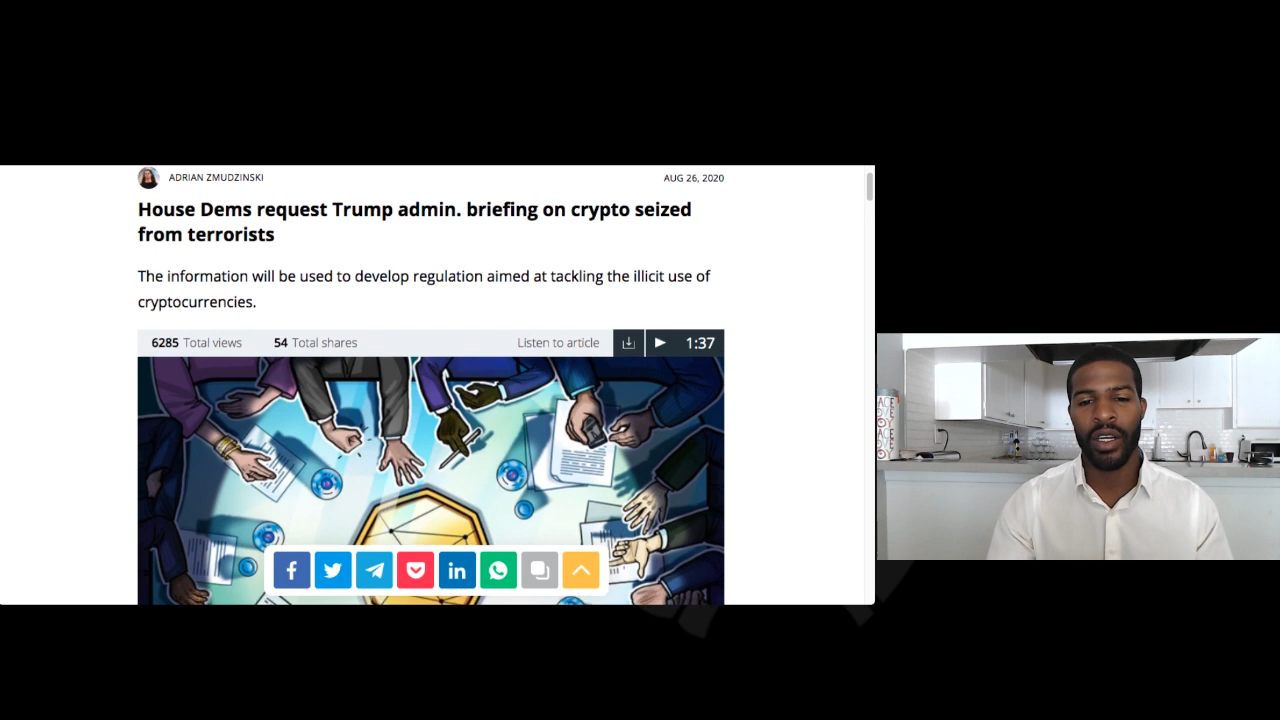 ADRIAN ZMUDZINSKI
AUG 26, 2020
House Dems request Trump admin. briefing on crypto seized
from terrorists
The information will be used to develop regulation aimed at tackling the illicit use of
cryptocurrencies.
6285 Total views
54 Total shares
Listen to article
1:37